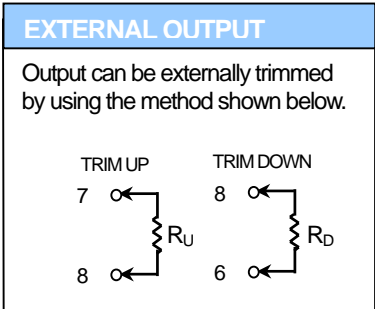 EXTERNAL OUTPUT
Output can be externally trimmed
by using the method shown below.
TRIM UP
TRIM DOWN
7
8
RU
RD
8
6